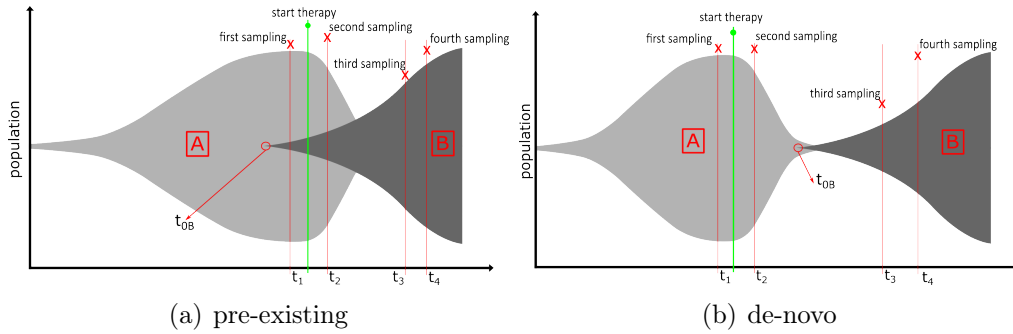 start therapy
first sampling
second sampling
fourth sampling
third sampling
population
A
B
t0B
t1
t2
t3
t4
(a) pre-existing
start therapy
first sampling
second sampling
fourth sampling
third sampling
population
A
B
t0B
t1
t2
t3
t4
(b) de-novo